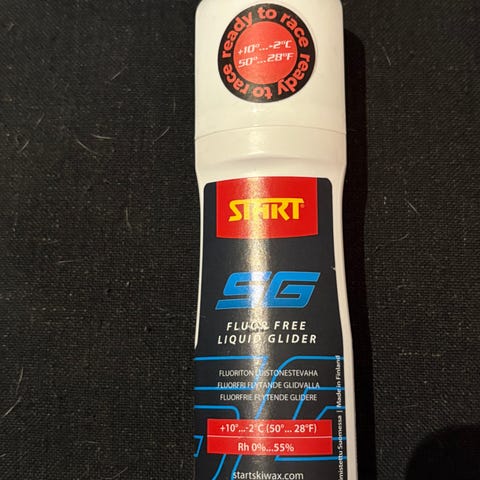 ready to race ready to race
+10°...-2°C
50°...28°F
START
SG
FLUOR FREE
LIQUID GLIDER
FLUORITON LUISTONESTEVAHA
FLUORFRI FLYTANDE GLIDVALLA
FLUORFRIE FLYTENDE GLIDERE
+10°...-2°C (50°... 28°F)
Rh 0%...55%
startskiwax.com
Suomessa | Made in Finland